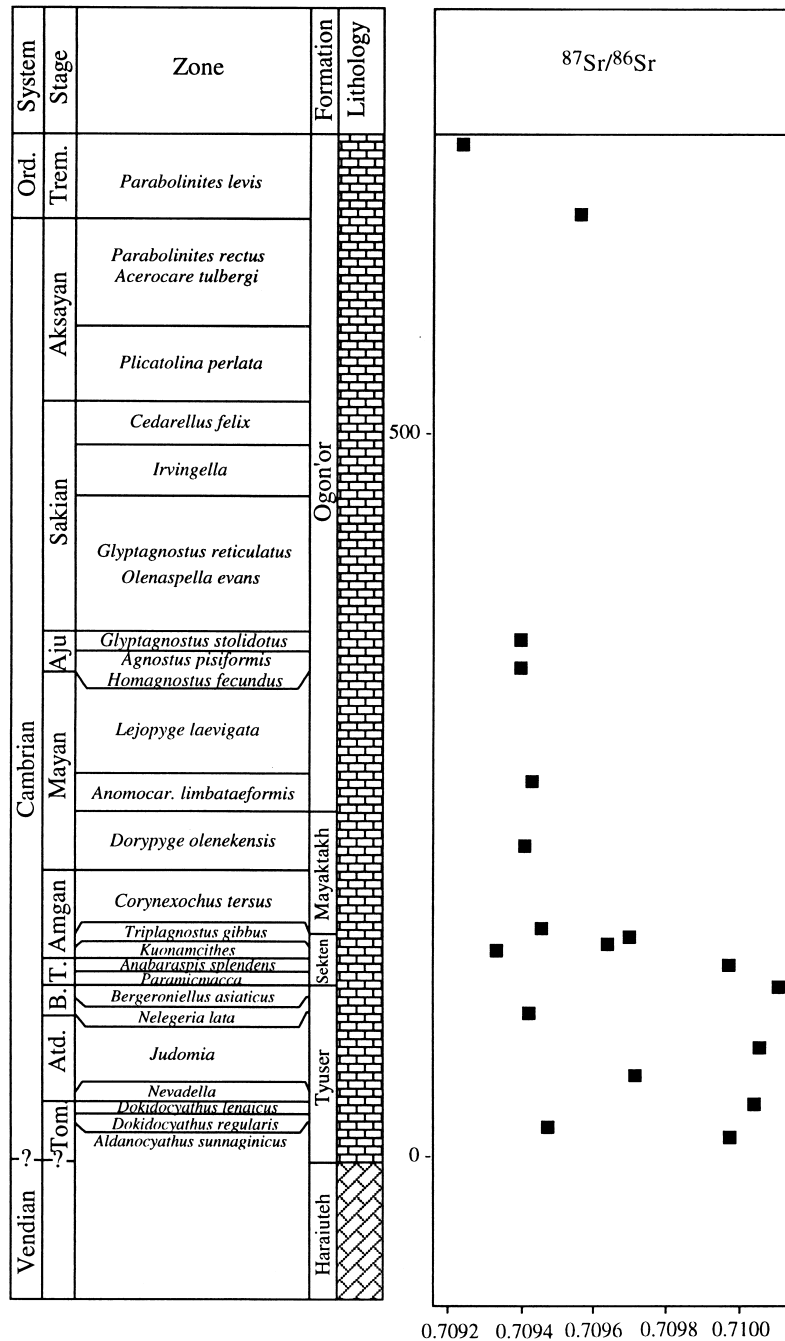 System
Stage
Zone
Formation
Lithology
87Sr/86Sr
Ord.
Trem.
Parabolinites levis
Cambrian
Aksayan
Parabolinites rectus
Acerocare tulbergi
Plicatolina perlata
Sakian
Cedarellus felix
Irvingella
Glyptagnostus reticulatus
Olenaspella evans
Ogon'or
Aju
Glyptagnostus stolidotus
Agnostus pisiformis
Homagnostus fecundus
Mayan
Lejopyge laevigata
Anomocar. limbataeformis
Dorypyge olenekensis
Mayaktakh
Amgan
Corynexochus tersus
Triplagnostus gibbus
Kuonamcithes
Sekten
T.
Anabaraspis splendens
Paramicmacca
B.
Bergeroniellus asiaticus
Nelegeria lata
Tyuser
Atd.
Judomia
Nevadella
Tom.
Dokidocyathus lenaicus
Dokidocyathus regularis
Aldanocyathus sunnaginicus
-?-
-?-
Vendian
Haraiuteh
500 -
0 -
0.7092 0.7094 0.7096 0.7098 0.7100